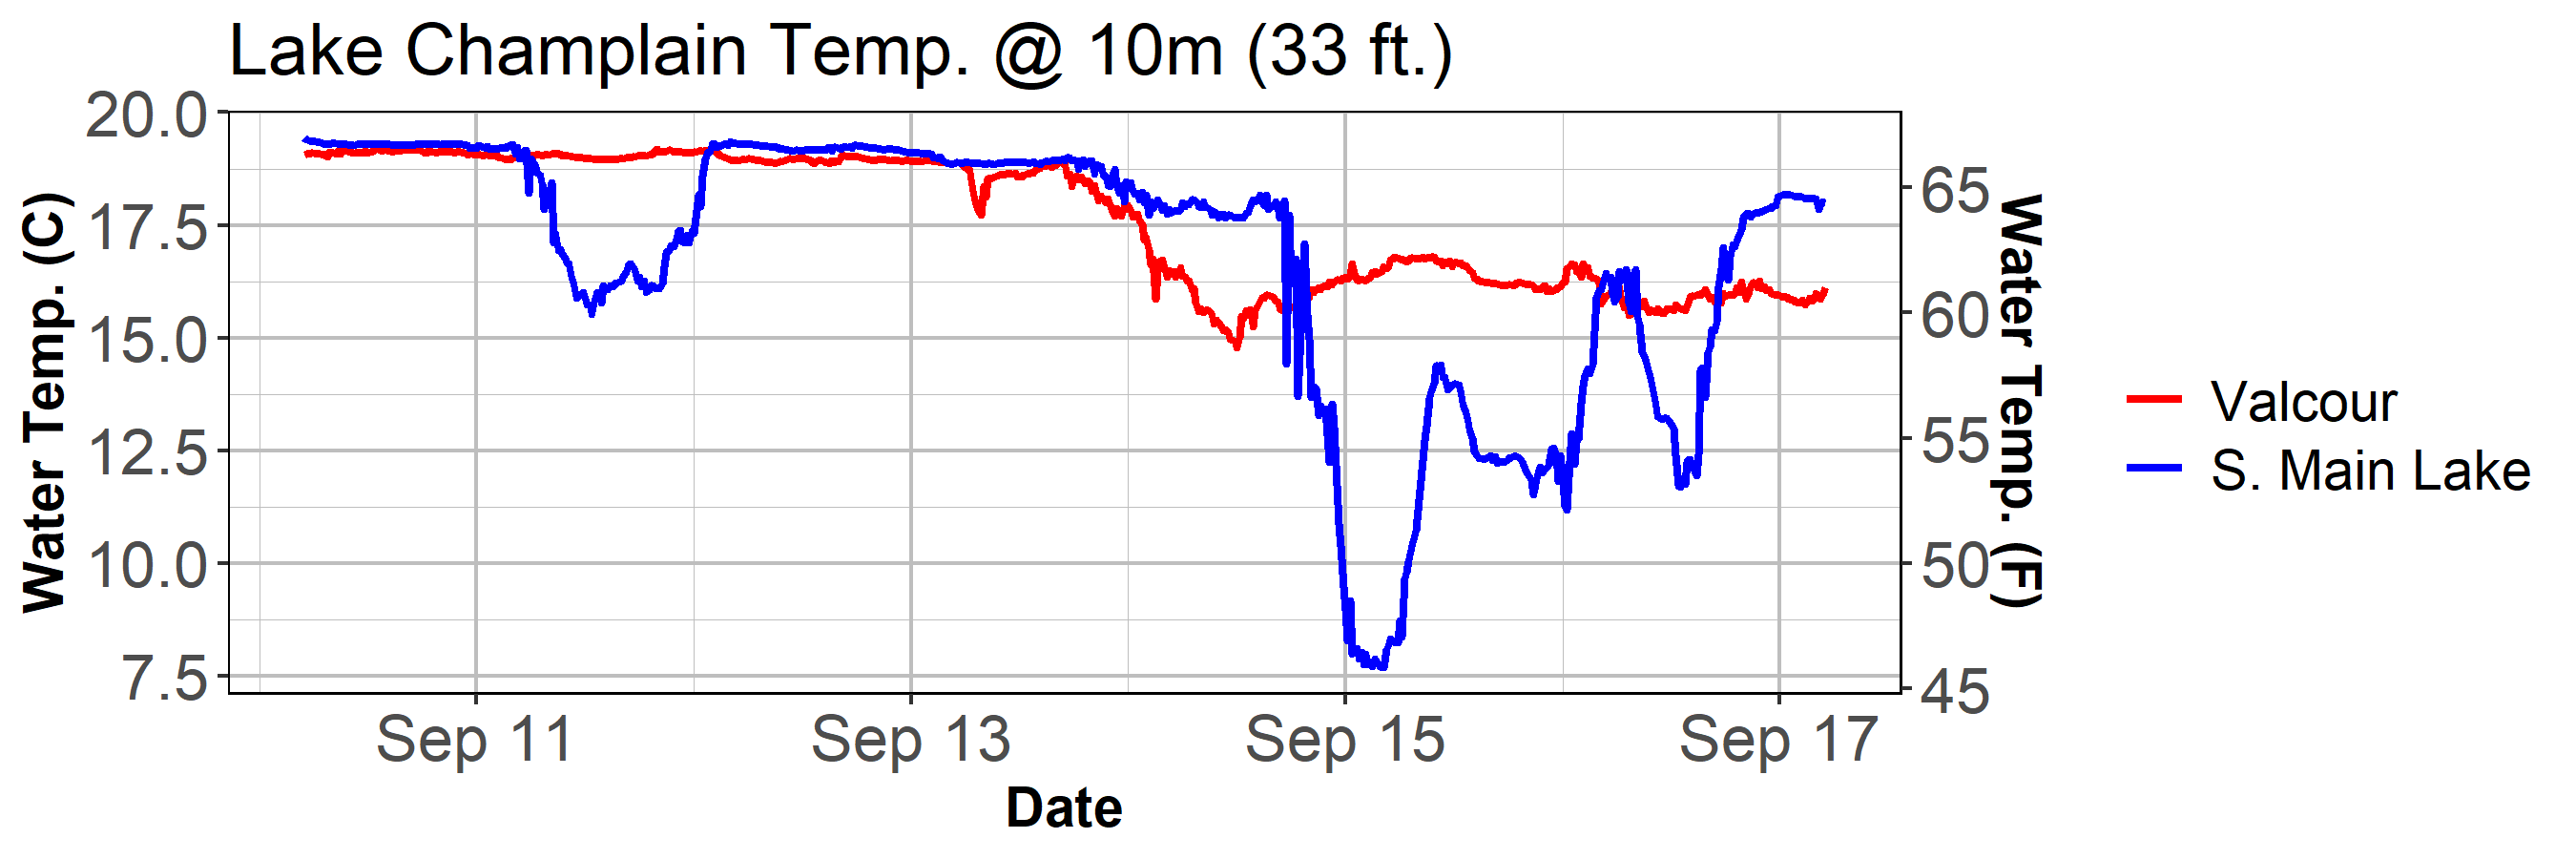 Lake Champlain Temp. @ 10m (33 ft.)
Water Temp. (C)
20.0
17.5
15.0
12.5
10.0
7.5
65
60
55
50
45
Water Temp. (F)
Sep 11
Sep 13
Sep 15
Sep 17
Date
Valcour
S. Main Lake